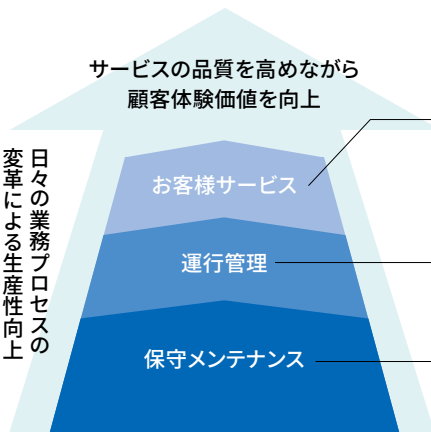 サービスの品質を高めながら
顧客体験価値を向上
日々の業務プロセスの
変革による生産性向上
お客様サービス
運行管理
保守メンテナンス